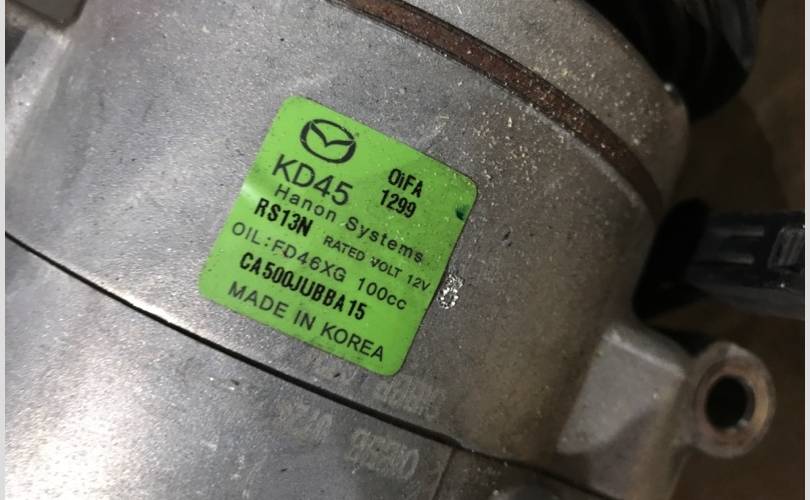 KD45 OiFA
1299
Hanon Systems
RS13N RATED VOLT 12V
OIL:FD46XG 100cc
CA500JUBBA15
MADE IN KOREA